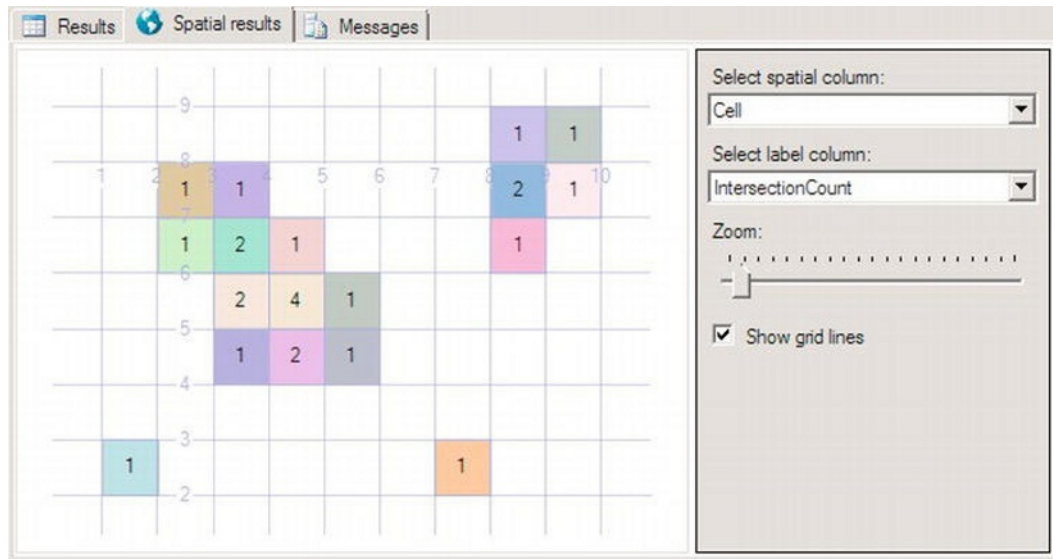 Results Spatial results Messages
Select spatial column:
Cell
Select label column:
IntersectionCount
Zoom:
Show grid lines
9
1 1
8
1 2 3 4 5 6 7 8 9 10
1 1 2 1
7
1 2 1 1
6
2 4 1
5
1 2 1
4
3
1 1
2